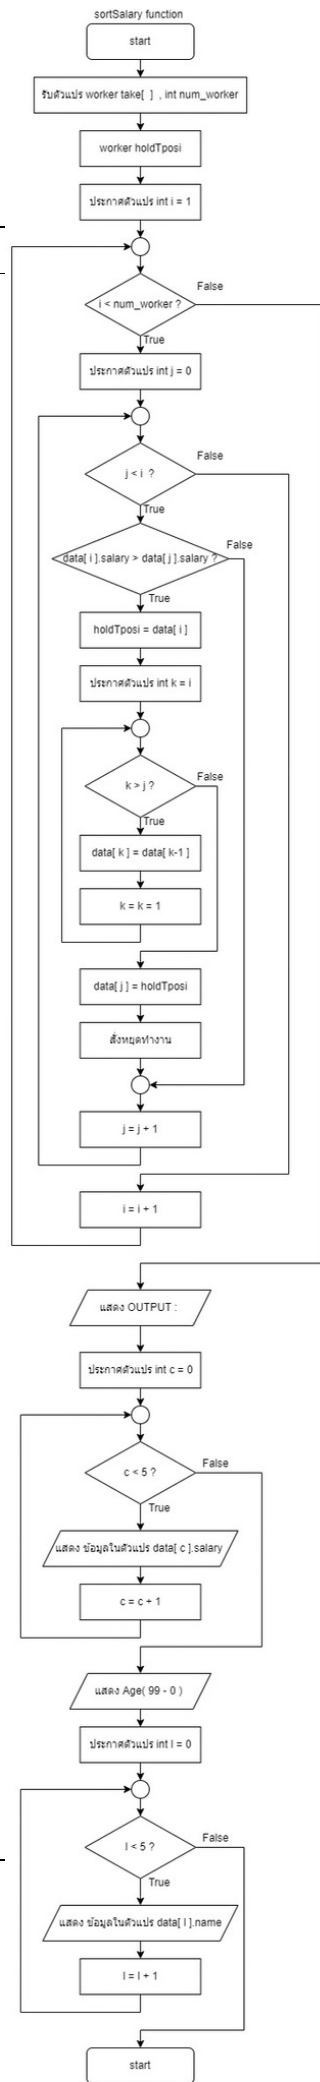 sortSalary function
start
รับตัวแปร worker take[ ] , int num_worker
worker holdTposi
ประกาศตัวแปร int i = 1
i < num_worker ?
False
True
ประกาศตัวแปร int j = 0
j < i ?
False
True
data[ i ].salary > data[ j ].salary ?
False
True
holdTposi = data[ i ]
ประกาศตัวแปร int k = i
k > j ?
False
True
data[ k ] = data[ k-1 ]
k = k = 1
data[ j ] = holdTposi
สั่งหยุดทำงาน
j = j + 1
i = i + 1
แสดง OUTPUT :
ประกาศตัวแปร int c = 0
c < 5 ?
False
True
แสดง ข้อมูลในตัวแปร data[ c ].salary
c = c + 1
แสดง Age( 99 - 0 )
ประกาศตัวแปร int l = 0
l < 5 ?
False
True
แสดง ข้อมูลในตัวแปร data[ l ].name
l = l + 1
start